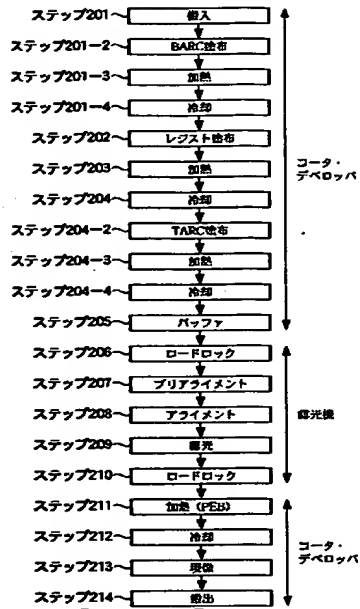 ステップ201 搬入
ステップ201-2 BARC塗布
ステップ201-3 加熱
ステップ201-4 冷却
ステップ202 レジスト塗布
ステップ203 加熱
ステップ204 冷却
ステップ204-2 TARC塗布
ステップ204-3 加熱
ステップ204-4 冷却
ステップ205 バッファ
コータ・
デベロッパ
ステップ206 ロードロック
ステップ207 プリアライメント
ステップ208 アライメント
ステップ209 露光
ステップ210 ロードロック
露光機
ステップ211 加熱 (PEB)
ステップ212 冷却
ステップ213 現像
ステップ214 搬出
コータ・
デベロッパ